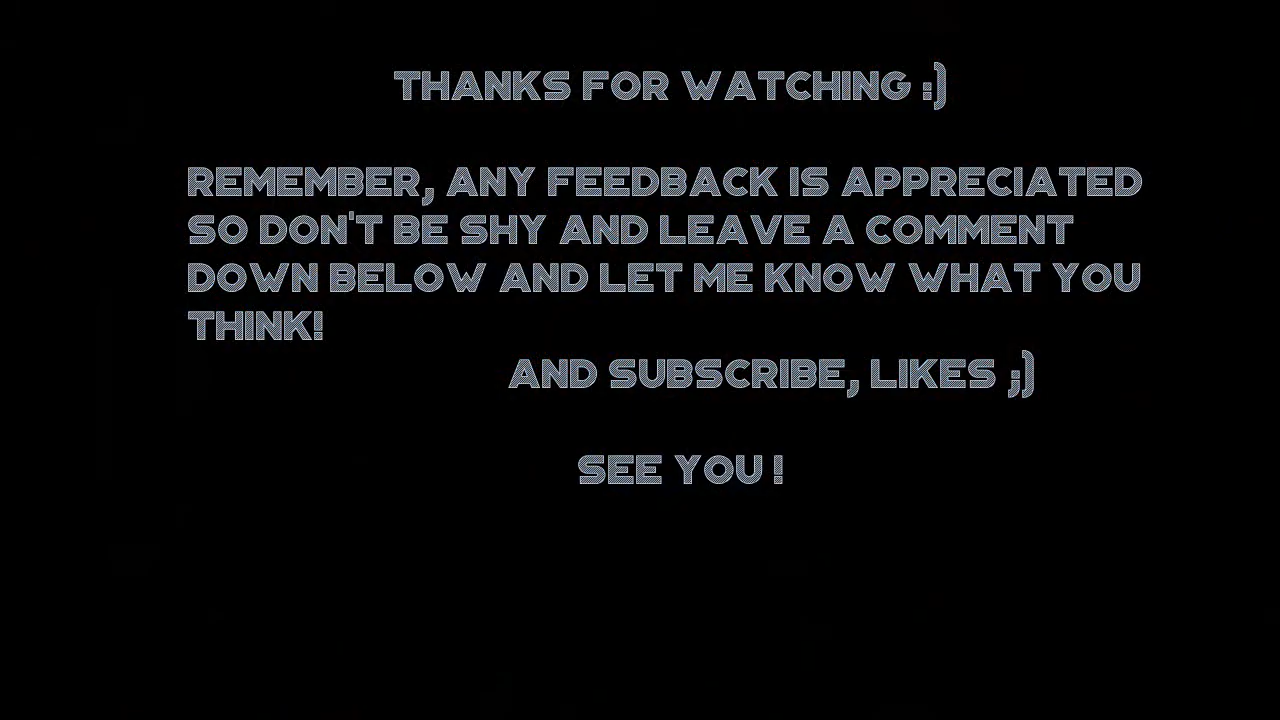 THANKS FOR WATCHING :)
REMEMBER, ANY FEEDBACK IS APPRECIATED
SO DON'T BE SHY AND LEAVE A COMMENT
DOWN BELOW AND LET ME KNOW WHAT YOU
THINK!
AND SUBSCRIBE, LIKES ;)
SEE YOU !